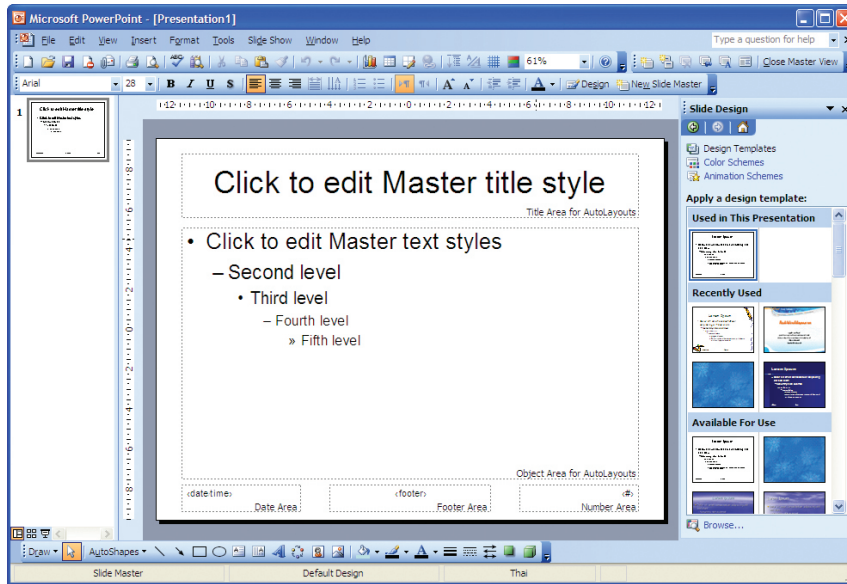 Microsoft PowerPoint - [Presentation1]
File Edit View Insert Format Tools Slide Show Window Help
Type a question for help
61%
Close Master View
Arial
28
B I U S
Design
New Slide Master
1
Click to edit Master title style
Title Area for AutoLayouts
• Click to edit Master text styles
– Second level
• Third level
– Fourth level
» Fifth level
Object Area for AutoLayouts
‹date time›
Date Area
‹footer›
Footer Area
‹#›
Number Area
Slide Design
Design Templates
Color Schemes
Animation Schemes
Apply a design template:
Used in This Presentation
Recently Used
Available For Use
Browse...
Draw
AutoShapes
Slide Master
Default Design
Thai